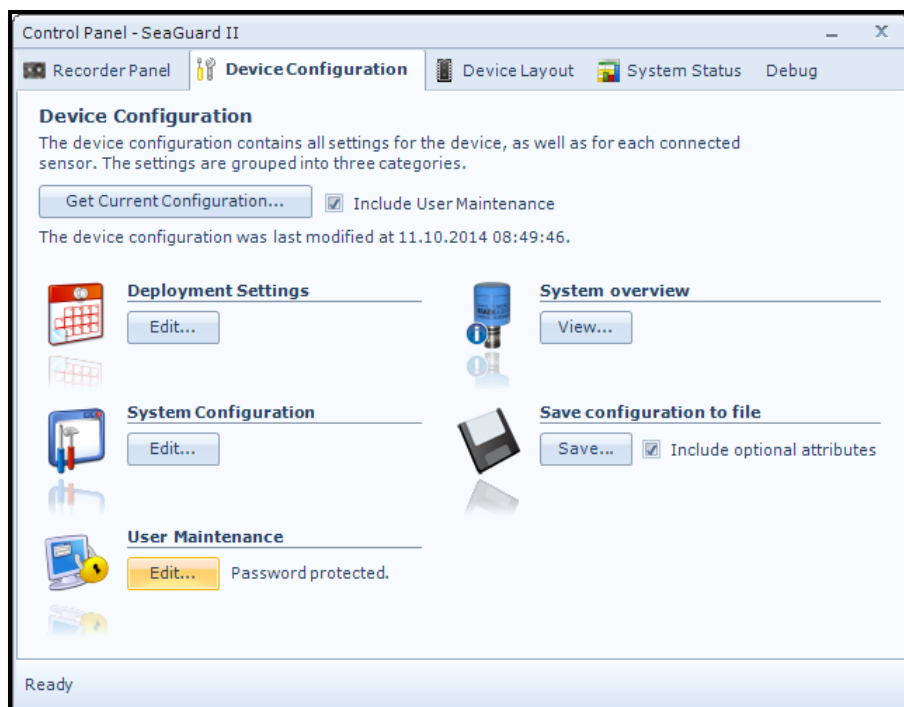 Control Panel - SeaGuard II
Recorder Panel Device Configuration Device Layout System Status Debug
Device Configuration
The device configuration contains all settings for the device, as well as for each connected
sensor. The settings are grouped into three categories.
Get Current Configuration... Include User Maintenance
The device configuration was last modified at 11.10.2014 08:49:46.
Deployment Settings
Edit...
System overview
View...
System Configuration
Edit...
Save configuration to file
Save... Include optional attributes
User Maintenance
Edit... Password protected.
Ready